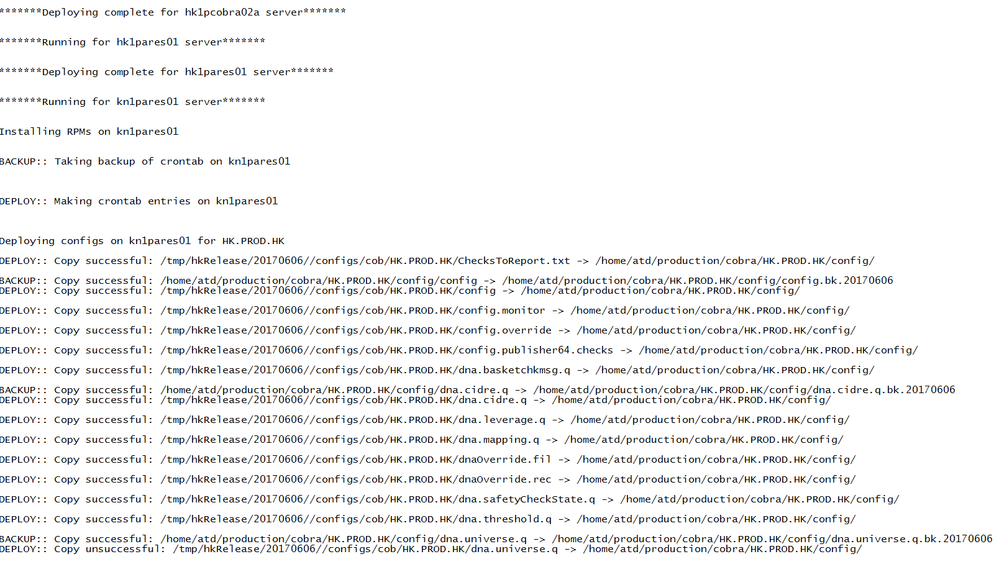 *******Deploying complete for hk1pcobra02a server*******
*******Running for hk1pares01 server*******
*******Deploying complete for hk1pares01 server*******
*******Running for kn1pares01 server*******
Installing RPMs on kn1pares01
BACKUP:: Taking backup of crontab on kn1pares01
DEPLOY:: Making crontab entries on kn1pares01
Deploying configs on kn1pares01 for HK.PROD.HK
DEPLOY:: Copy successful: /tmp/hkRelease/20170606//configs/cob/HK.PROD.HK/ChecksToReport.txt -> /home/atd/production/cobra/HK.PROD.HK/config/
BACKUP:: Copy successful: /home/atd/production/cobra/HK.PROD.HK/config/config -> /home/atd/production/cobra/HK.PROD.HK/config/config.bk.20170606
DEPLOY:: Copy successful: /tmp/hkRelease/20170606//configs/cob/HK.PROD.HK/config -> /home/atd/production/cobra/HK.PROD.HK/config/
DEPLOY:: Copy successful: /tmp/hkRelease/20170606//configs/cob/HK.PROD.HK/config.monitor -> /home/atd/production/cobra/HK.PROD.HK/config/
DEPLOY:: Copy successful: /tmp/hkRelease/20170606//configs/cob/HK.PROD.HK/config.override -> /home/atd/production/cobra/HK.PROD.HK/config/
DEPLOY:: Copy successful: /tmp/hkRelease/20170606//configs/cob/HK.PROD.HK/config.publisher64.checks -> /home/atd/production/cobra/HK.PROD.HK/config/
DEPLOY:: Copy successful: /tmp/hkRelease/20170606//configs/cob/HK.PROD.HK/dna.basketchkmsg.q -> /home/atd/production/cobra/HK.PROD.HK/config/
BACKUP:: Copy successful: /home/atd/production/cobra/HK.PROD.HK/config/dna.cidre.q -> /home/atd/production/cobra/HK.PROD.HK/config/dna.cidre.q.bk.20170606
DEPLOY:: Copy successful: /tmp/hkRelease/20170606//configs/cob/HK.PROD.HK/dna.cidre.q -> /home/atd/production/cobra/HK.PROD.HK/config/
DEPLOY:: Copy successful: /tmp/hkRelease/20170606//configs/cob/HK.PROD.HK/dna.leverage.q -> /home/atd/production/cobra/HK.PROD.HK/config/
DEPLOY:: Copy successful: /tmp/hkRelease/20170606//configs/cob/HK.PROD.HK/dna.mapping.q -> /home/atd/production/cobra/HK.PROD.HK/config/
DEPLOY:: Copy successful: /tmp/hkRelease/20170606//configs/cob/HK.PROD.HK/dnaOverride.fil -> /home/atd/production/cobra/HK.PROD.HK/config/
DEPLOY:: Copy successful: /tmp/hkRelease/20170606//configs/cob/HK.PROD.HK/dnaOverride.rec -> /home/atd/production/cobra/HK.PROD.HK/config/
DEPLOY:: Copy successful: /tmp/hkRelease/20170606//configs/cob/HK.PROD.HK/dna.safetyCheckState.q -> /home/atd/production/cobra/HK.PROD.HK/config/
DEPLOY:: Copy successful: /tmp/hkRelease/20170606//configs/cob/HK.PROD.HK/dna.threshold.q -> /home/atd/production/cobra/HK.PROD.HK/config/
BACKUP:: Copy successful: /home/atd/production/cobra/HK.PROD.HK/config/dna.universe.q -> /home/atd/production/cobra/HK.PROD.HK/config/dna.universe.q.bk.20170606
DEPLOY:: Copy unsuccessful: /tmp/hkRelease/20170606//configs/cob/HK.PROD.HK/dna.universe.q -> /home/atd/production/cobra/HK.PROD.HK/config/